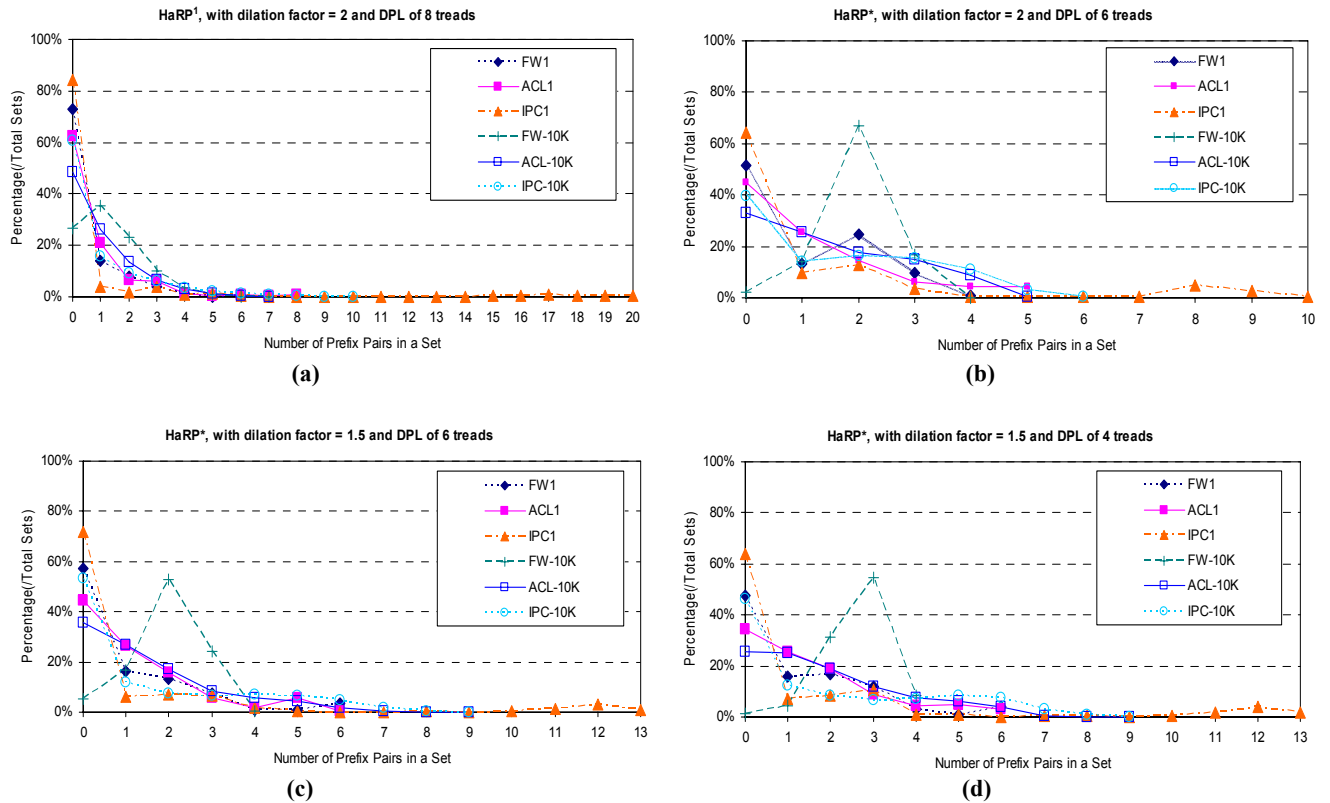 HaRP¹, with dilation factor = 2 and DPL of 8 treads
100%
80%
60%
40%
20%
0%
Percentage(/Total Sets)
FW1
ACL1
IPC1
FW-10K
ACL-10K
IPC-10K
0 1 2 3 4 5 6 7 8 9 10 11 12 13 14 15 16 17 18 19 20
Number of Prefix Pairs in a Set
(a)
HaRP*, with dilation factor = 2 and DPL of 6 treads
100%
80%
60%
40%
20%
0%
Percentage(/Total Sets)
FW1
ACL1
IPC1
FW-10K
ACL-10K
IPC-10K
0 1 2 3 4 5 6 7 8 9 10
Number of Prefix Pairs in a Set
(b)
HaRP*, with dilation factor = 1.5 and DPL of 6 treads
100%
80%
60%
40%
20%
0%
Percentage(/Total Sets)
FW1
ACL1
IPC1
FW-10K
ACL-10K
IPC-10K
0 1 2 3 4 5 6 7 8 9 10 11 12 13
Number of Prefix Pairs in a Set
(c)
HaRP*, with dilation factor = 1.5 and DPL of 4 treads
100%
80%
60%
40%
20%
0%
Percentage(/Total Sets)
FW1
ACL1
IPC1
FW-10K
ACL-10K
IPC-10K
0 1 2 3 4 5 6 7 8 9 10 11 12 13
Number of Prefix Pairs in a Set
(d)